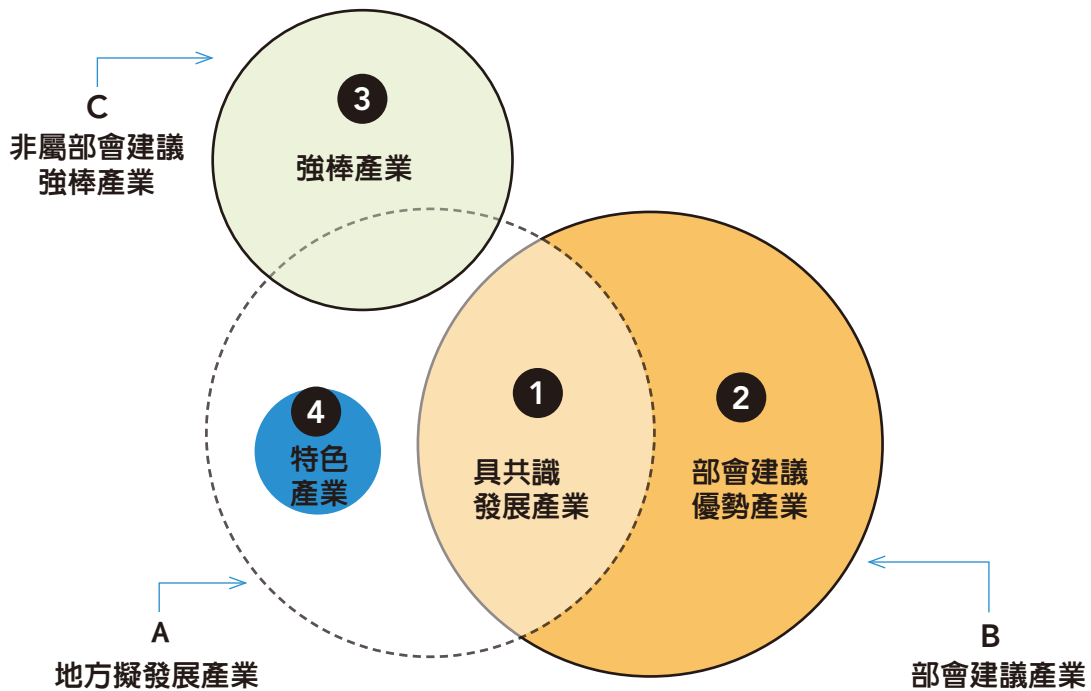 3
強棒產業
C
非屬部會建議
強棒產業
1
具共識
發展產業
2
部會建議
優勢產業
4
特色
產業
A
地方擬發展產業
B
部會建議產業